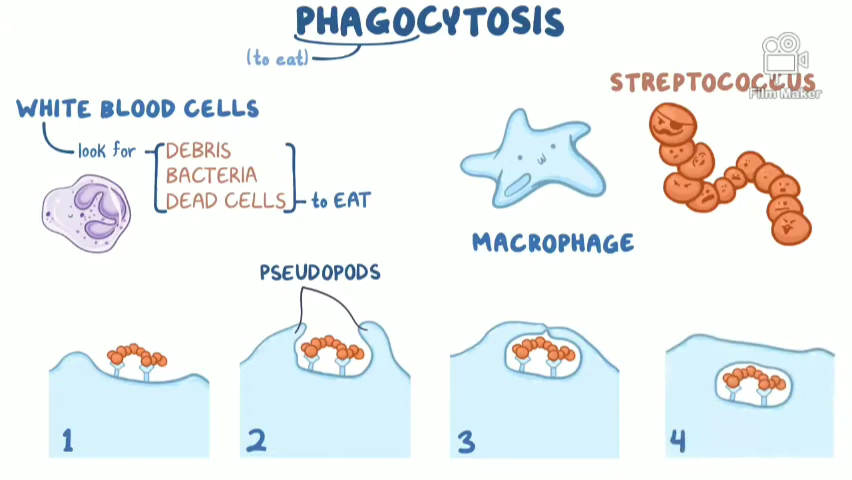 PHAGOCYTOSIS
(to eat)
STREPTOCOCCUS
Film Maker
WHITE BLOOD CELLS
look for
DEBRIS
BACTERIA
DEAD CELLS
to EAT
MACROPHAGE
PSEUDOPODS
1
2
3
4